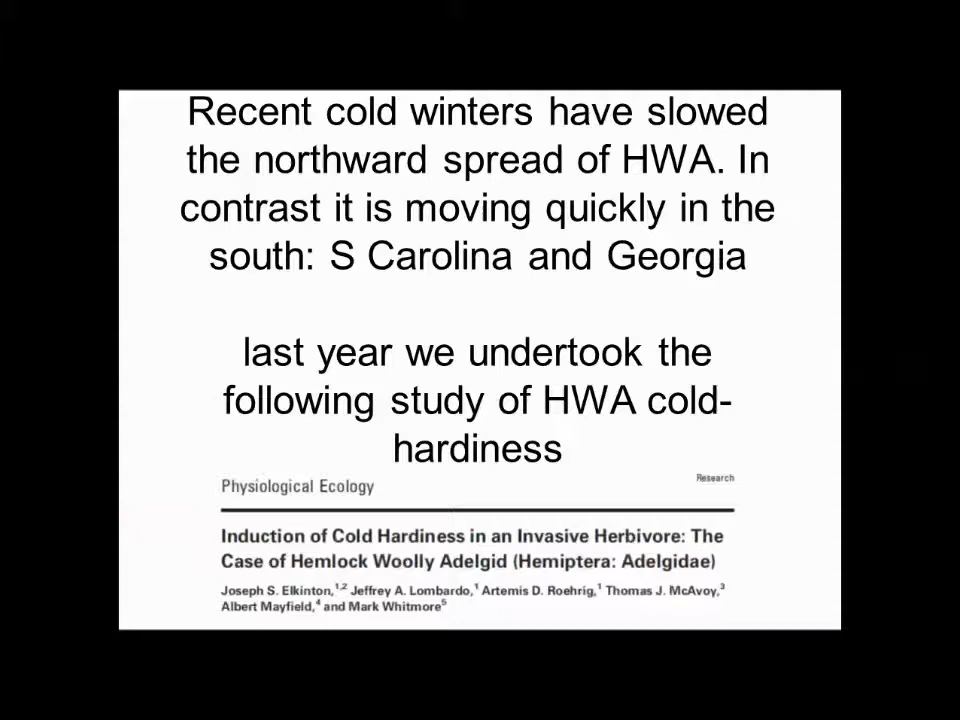 Recent cold winters have slowed
the northward spread of HWA. In
contrast it is moving quickly in the
south: S Carolina and Georgia
last year we undertook the
following study of HWA cold-
hardiness
Physiological Ecology
Research
Induction of Cold Hardiness in an Invasive Herbivore: The
Case of Hemlock Woolly Adelgid (Hemiptera: Adelgidae)
Joseph S. Elkinton,1,2 Jeffrey A. Lombardo,1 Artemis D. Roehrig,1 Thomas J. McAvoy,3
Albert Mayfield,4 and Mark Whitmore5